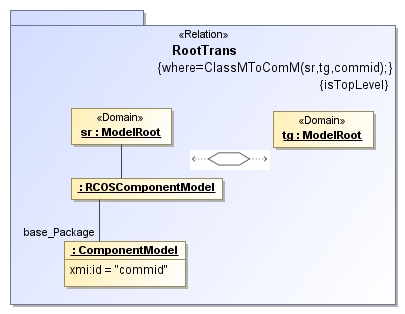 «Relation»
RootTrans
{where=ClassMToComM(sr,tg,commid);}
{isTopLevel}
«Domain»
sr : ModelRoot
«Domain»
tg : ModelRoot
: RCOSComponentModel
base_Package
: ComponentModel
xmi:id = "commid"